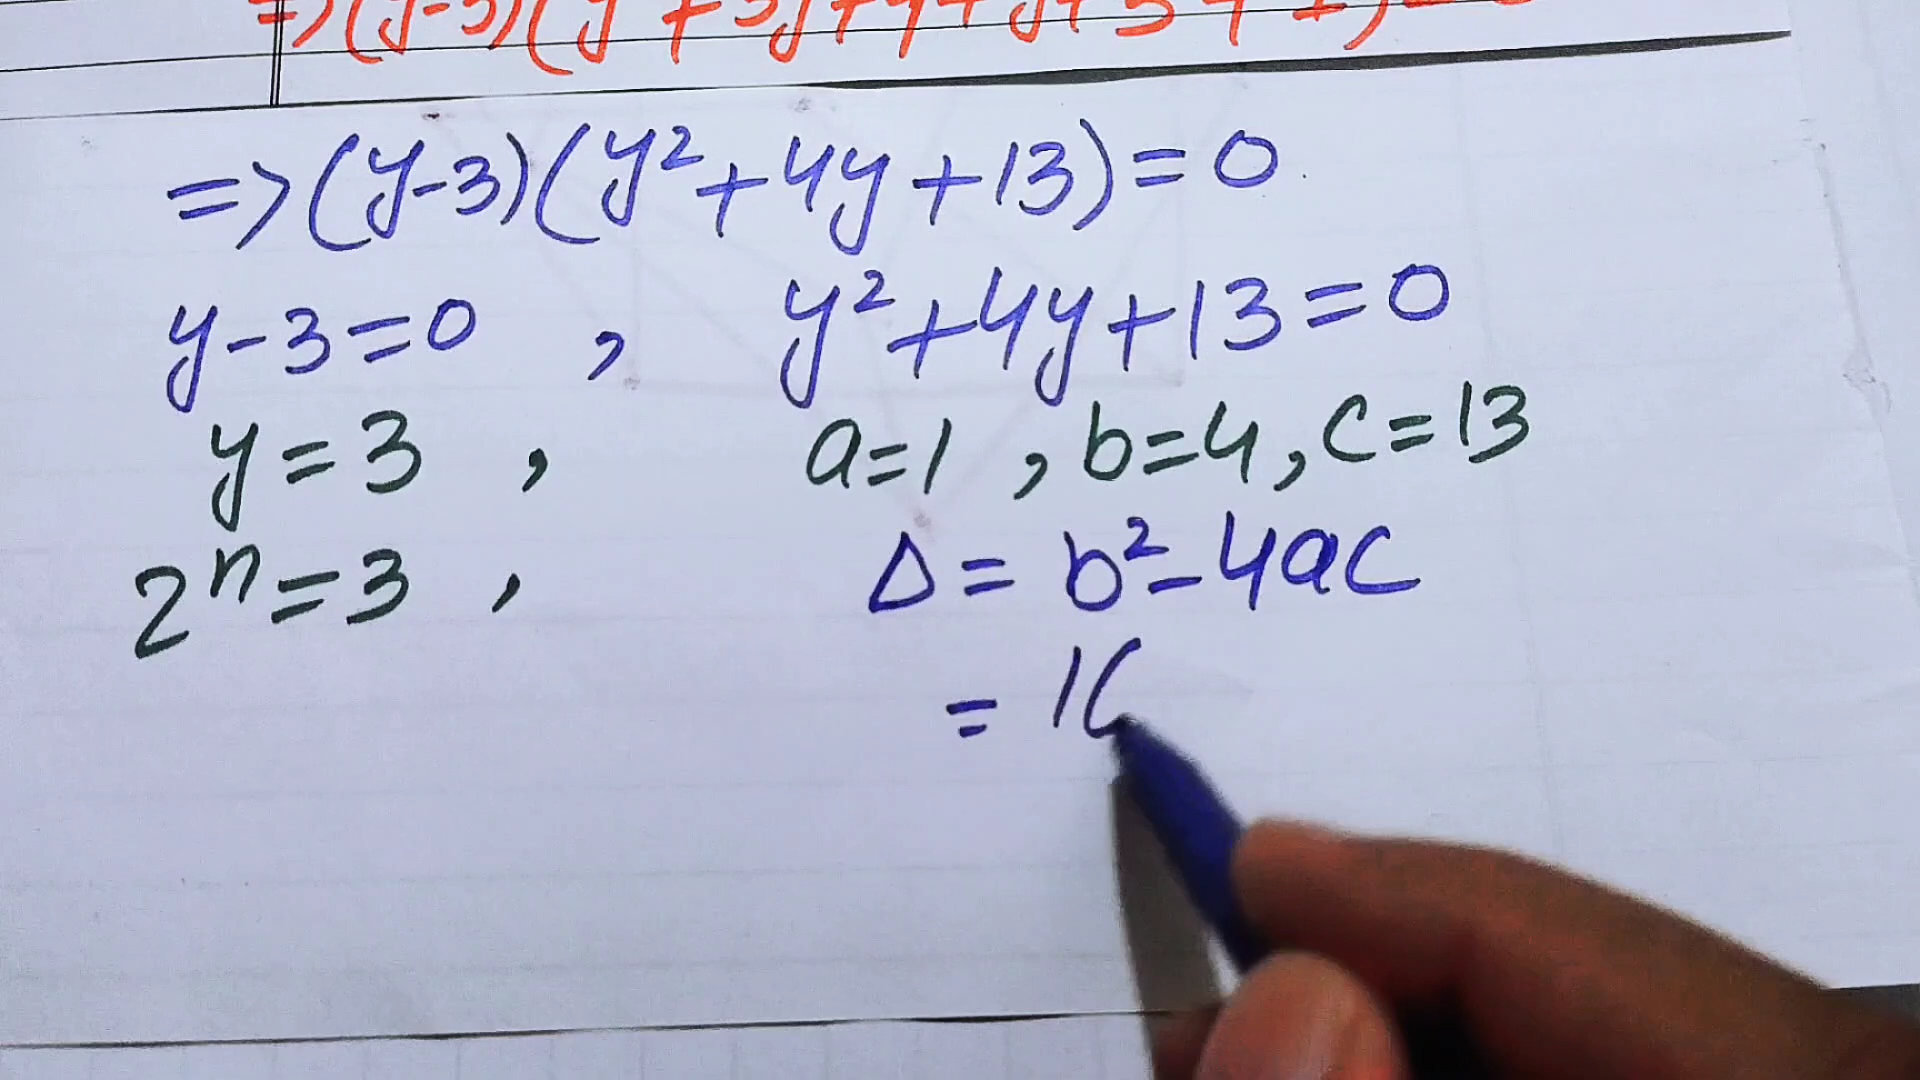 => (y-3)(y²+4y+13)=0
y-3=0 , y²+4y+13=0
y=3 , a=1 , b=4, c=13
2ⁿ=3 , Δ= b²-4ac
= 1